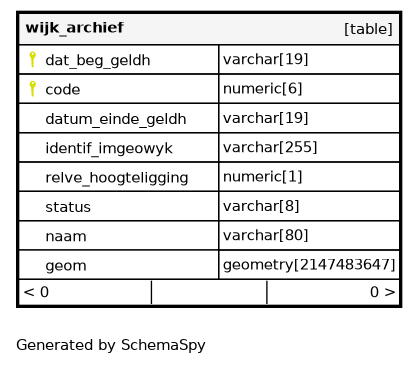 wijk_archief [table]
dat_beg_geldh varchar[19]
code numeric[6]
datum_einde_geldh varchar[19]
identif_imgeowyk varchar[255]
relve_hoogteligging numeric[1]
status varchar[8]
naam varchar[80]
geom geometry[2147483647]
< 0 0 >
Generated by SchemaSpy